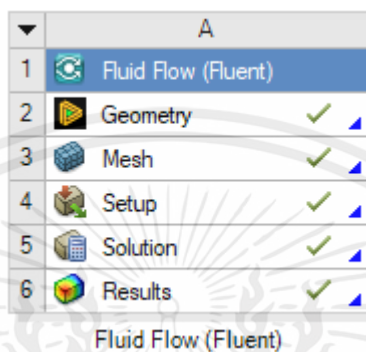 A
1 Fluid Flow (Fluent)
2 Geometry
3 Mesh
4 Setup
5 Solution
6 Results
Fluid Flow (Fluent)